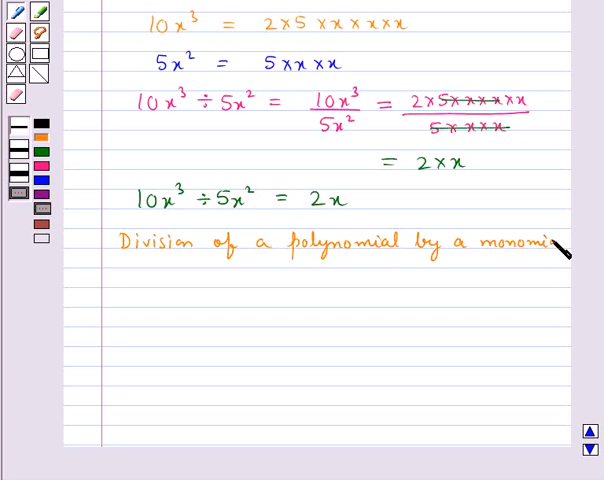 10x³ = 2×5×x×x×x
5x² = 5×x×x
10x³ ÷ 5x² = 10x³/5x² = 2×5×x×x×x/5×x×x
= 2×x
10x³ ÷ 5x² = 2x
Division of a polynomial by a monomi